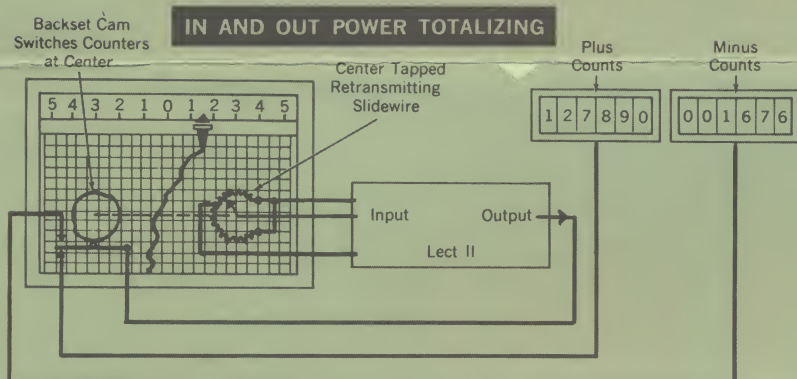 IN AND OUT POWER TOTALIZING
Backset Cam
Switches Counters
at Center
Center Tapped
Retransmitting
Slidewire
Plus
Counts
Minus
Counts
5 4 3 2 1 0 1 2 3 4 5
1 2 7 8 9 0
0 0 1 6 7 6
Input Output
Lect II